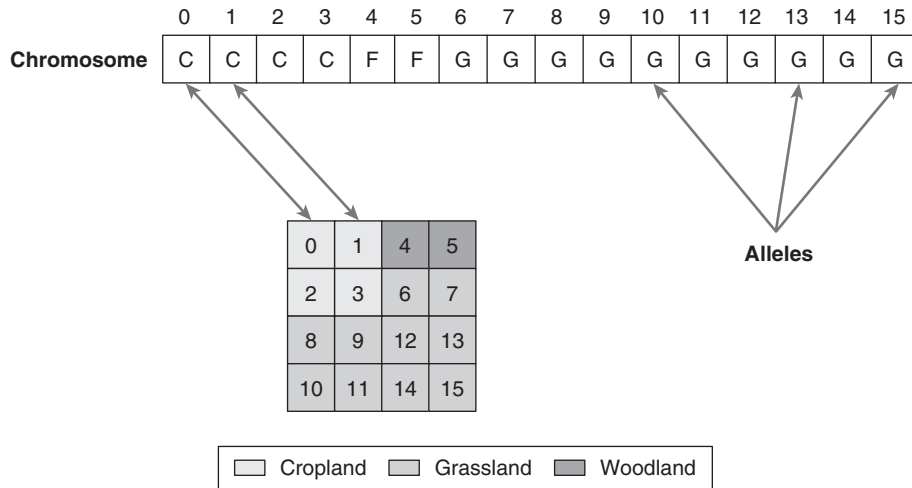 0 1 2 3 4 5 6 7 8 9 10 11 12 13 14 15
Chromosome C C C C F F G G G G G G G G G G
0 1 4 5
2 3 6 7
8 9 12 13
10 11 14 15
Alleles
Cropland Grassland Woodland